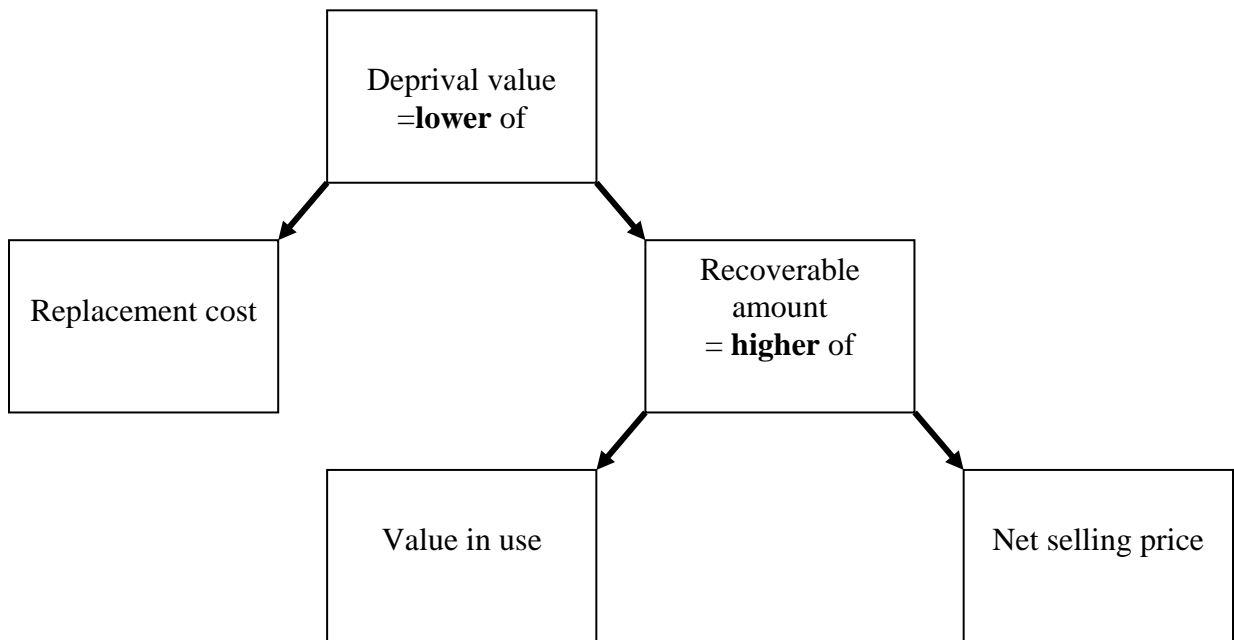 Deprival value
=lower of
Replacement cost
Recoverable
amount
= higher of
Value in use
Net selling price